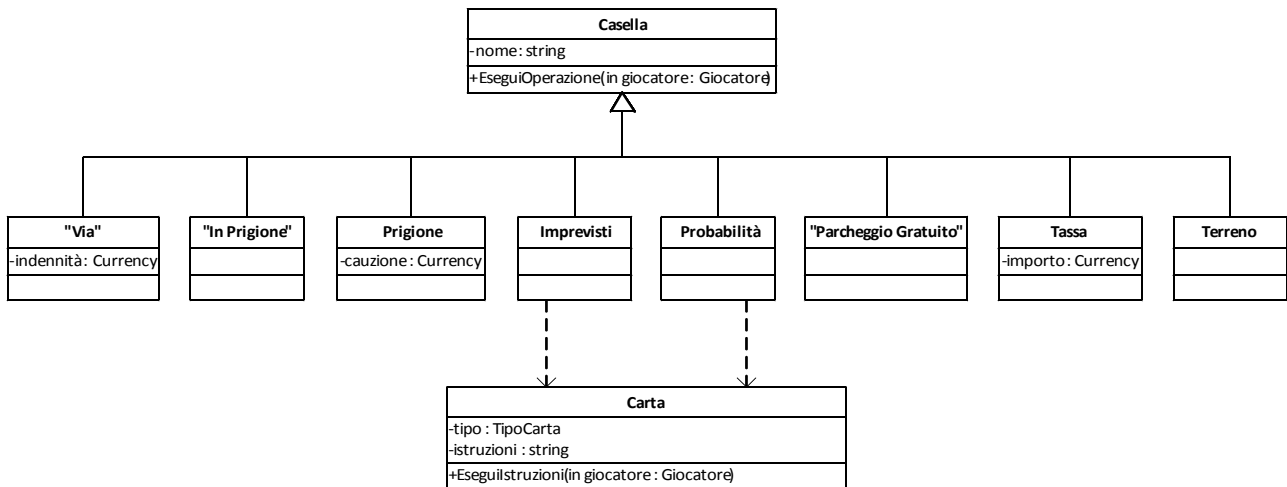 Casella
-nome : string
+EseguiOperazione(in giocatore : Giocatore)
"Via"
-indennità : Currency
"In Prigione"
Prigione
-cauzione : Currency
Imprevisti
Probabilità
"Parcheggio Gratuito"
Tassa
-importo : Currency
Terreno
Carta
-tipo : TipoCarta
-istruzioni : string
+EseguiIstruzioni(in giocatore : Giocatore)